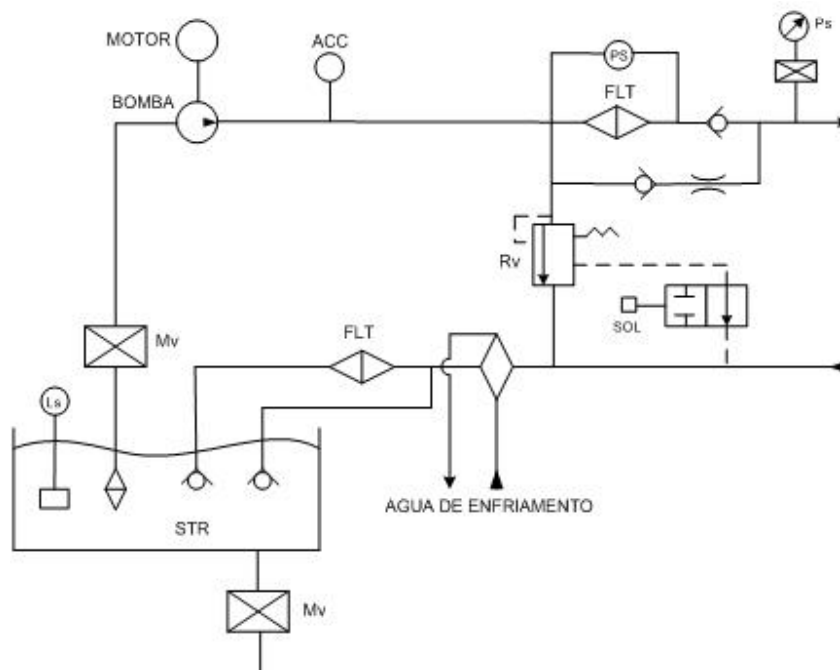 MOTOR
ACC
Ps
PS
BOMBA
FLT
Rv
SOL
Mv
FLT
Ls
AGUA DE ENFRIAMENTO
STR
Mv